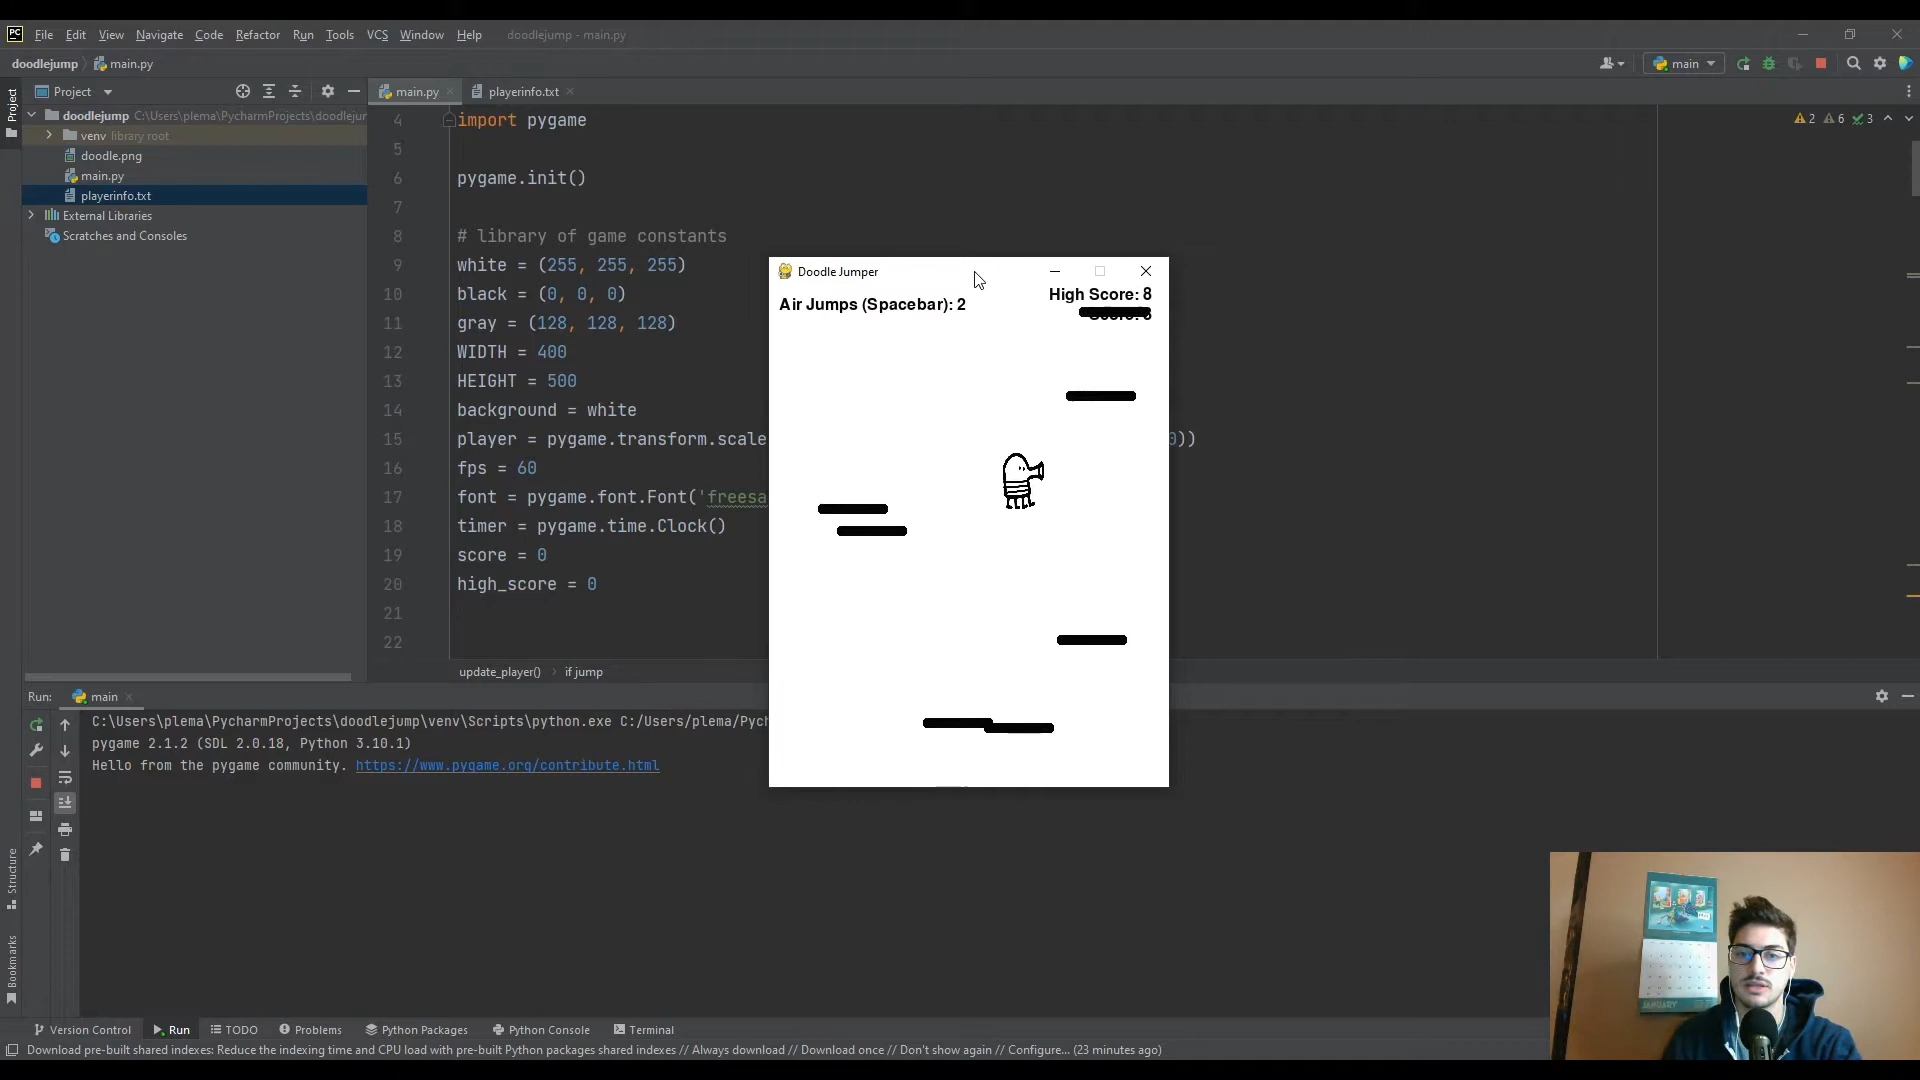 PC File Edit View Navigate Code Refactor Run Tools VCS Window Help doodlejump - main.py
doodlejump main.py
main
Project
Project
main.py
playerinfo.txt
doodlejump C:\Users\plema\PycharmProjects\doodlejur
venv library root
doodle.png
main.py
playerinfo.txt
External Libraries
Scratches and Consoles
2 6 3
4 import pygame
5
6 pygame.init()
7
8 # library of game constants
9 white = (255, 255, 255)
10 black = (0, 0, 0)
11 gray = (128, 128, 128)
12 WIDTH = 400
13 HEIGHT = 500
14 background = white
15 player = pygame.transform.scale 0))
16 fps = 60
17 font = pygame.font.Font('freesa
18 timer = pygame.time.Clock()
19 score = 0
20 high_score = 0
21
22
update_player() if jump
Doodle Jumper
Air Jumps (Spacebar): 2
High Score: 8
Run: main
C:\Users\plema\PycharmProjects\doodlejump\venv\Scripts\python.exe C:/Users/plema/Pych
pygame 2.1.2 (SDL 2.0.18, Python 3.10.1)
Hello from the pygame community. https://www.pygame.org/contribute.html
Structure
Bookmarks
Version Control Run TODO Problems Python Packages Python Console Terminal
Download pre-built shared indexes: Reduce the indexing time and CPU load with pre-built Python packages shared indexes // Always download // Download once // Don't show again // Configure... (23 minutes ago)
JANUARY